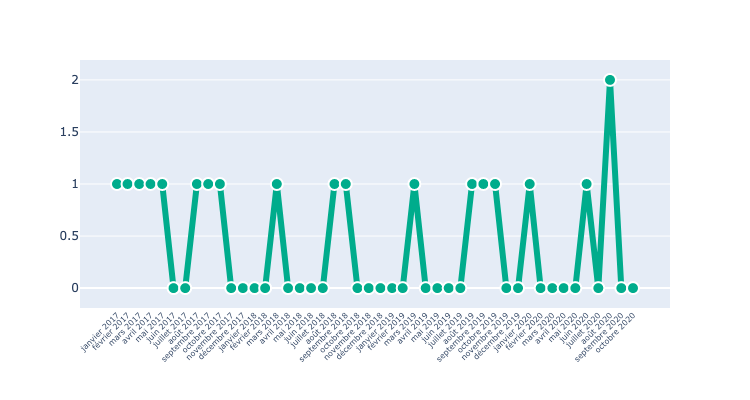 2
1.5
1
0.5
0
janvier 2017
février 2017
mars 2017
avril 2017
mai 2017
juin 2017
juillet 2017
août 2017
septembre 2017
octobre 2017
novembre 2017
décembre 2017
janvier 2018
février 2018
mars 2018
avril 2018
mai 2018
juin 2018
juillet 2018
août 2018
septembre 2018
octobre 2018
novembre 2018
décembre 2018
janvier 2019
février 2019
mars 2019
avril 2019
mai 2019
juin 2019
juillet 2019
août 2019
septembre 2019
octobre 2019
novembre 2019
décembre 2019
janvier 2020
février 2020
mars 2020
avril 2020
mai 2020
juin 2020
juillet 2020
août 2020
septembre 2020
octobre 2020